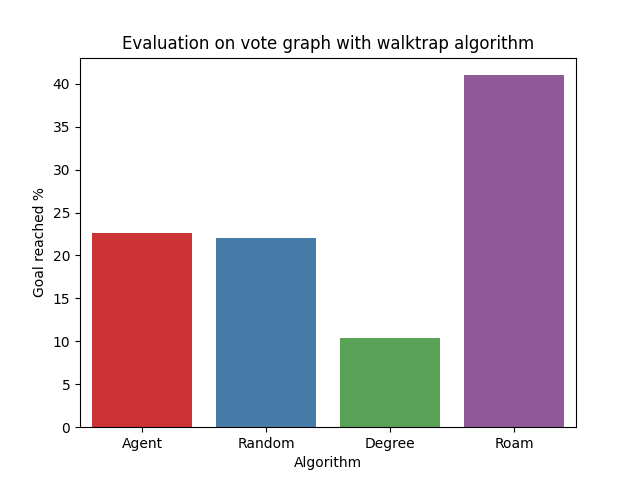 Evaluation on vote graph with walktrap algorithm
Goal reached %
40
35
30
25
20
15
10
5
0
Agent Random Degree Roam
Algorithm